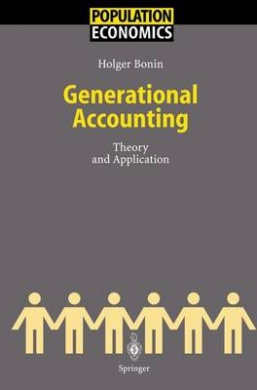 POPULATION
ECONOMICS
Holger Bonin
Generational
Accounting
Theory
and Application
Springer